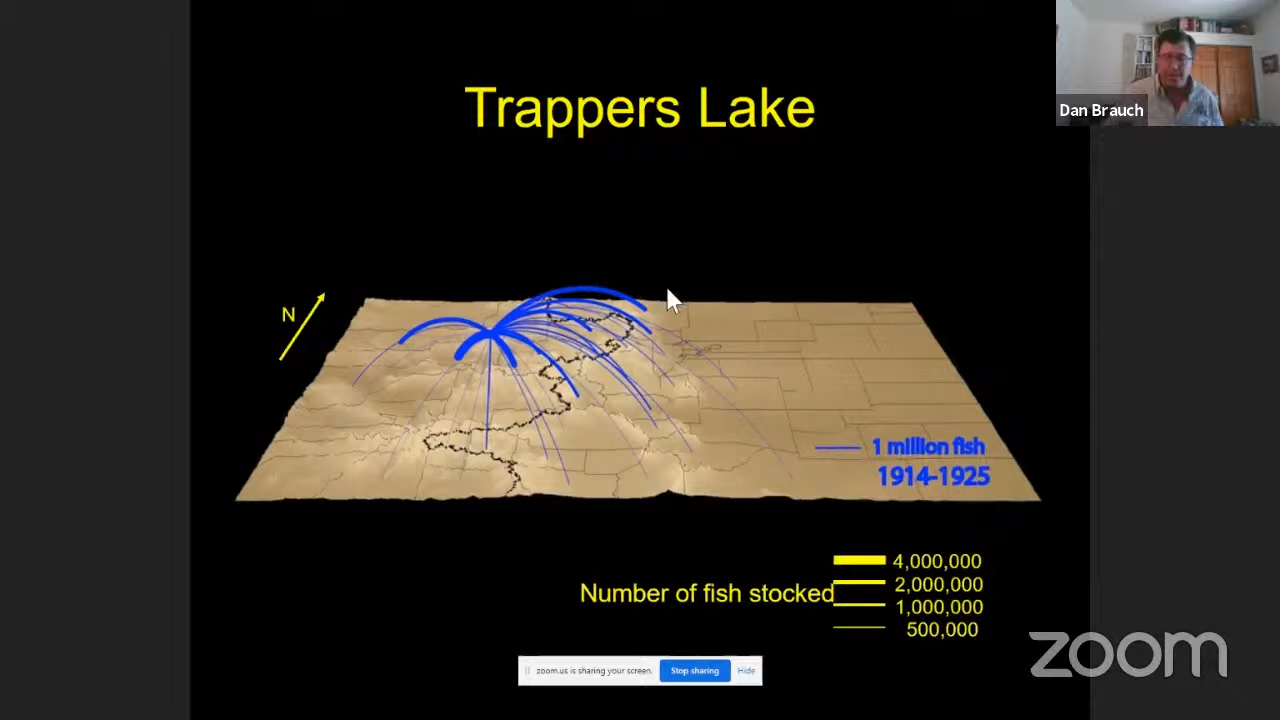 Trappers Lake
Dan Brauch
N
1 million fish
1914-1925
Number of fish stocked
4,000,000
2,000,000
1,000,000
500,000
zoom.us is sharing your screen.
Stop sharing
Hide
zoom